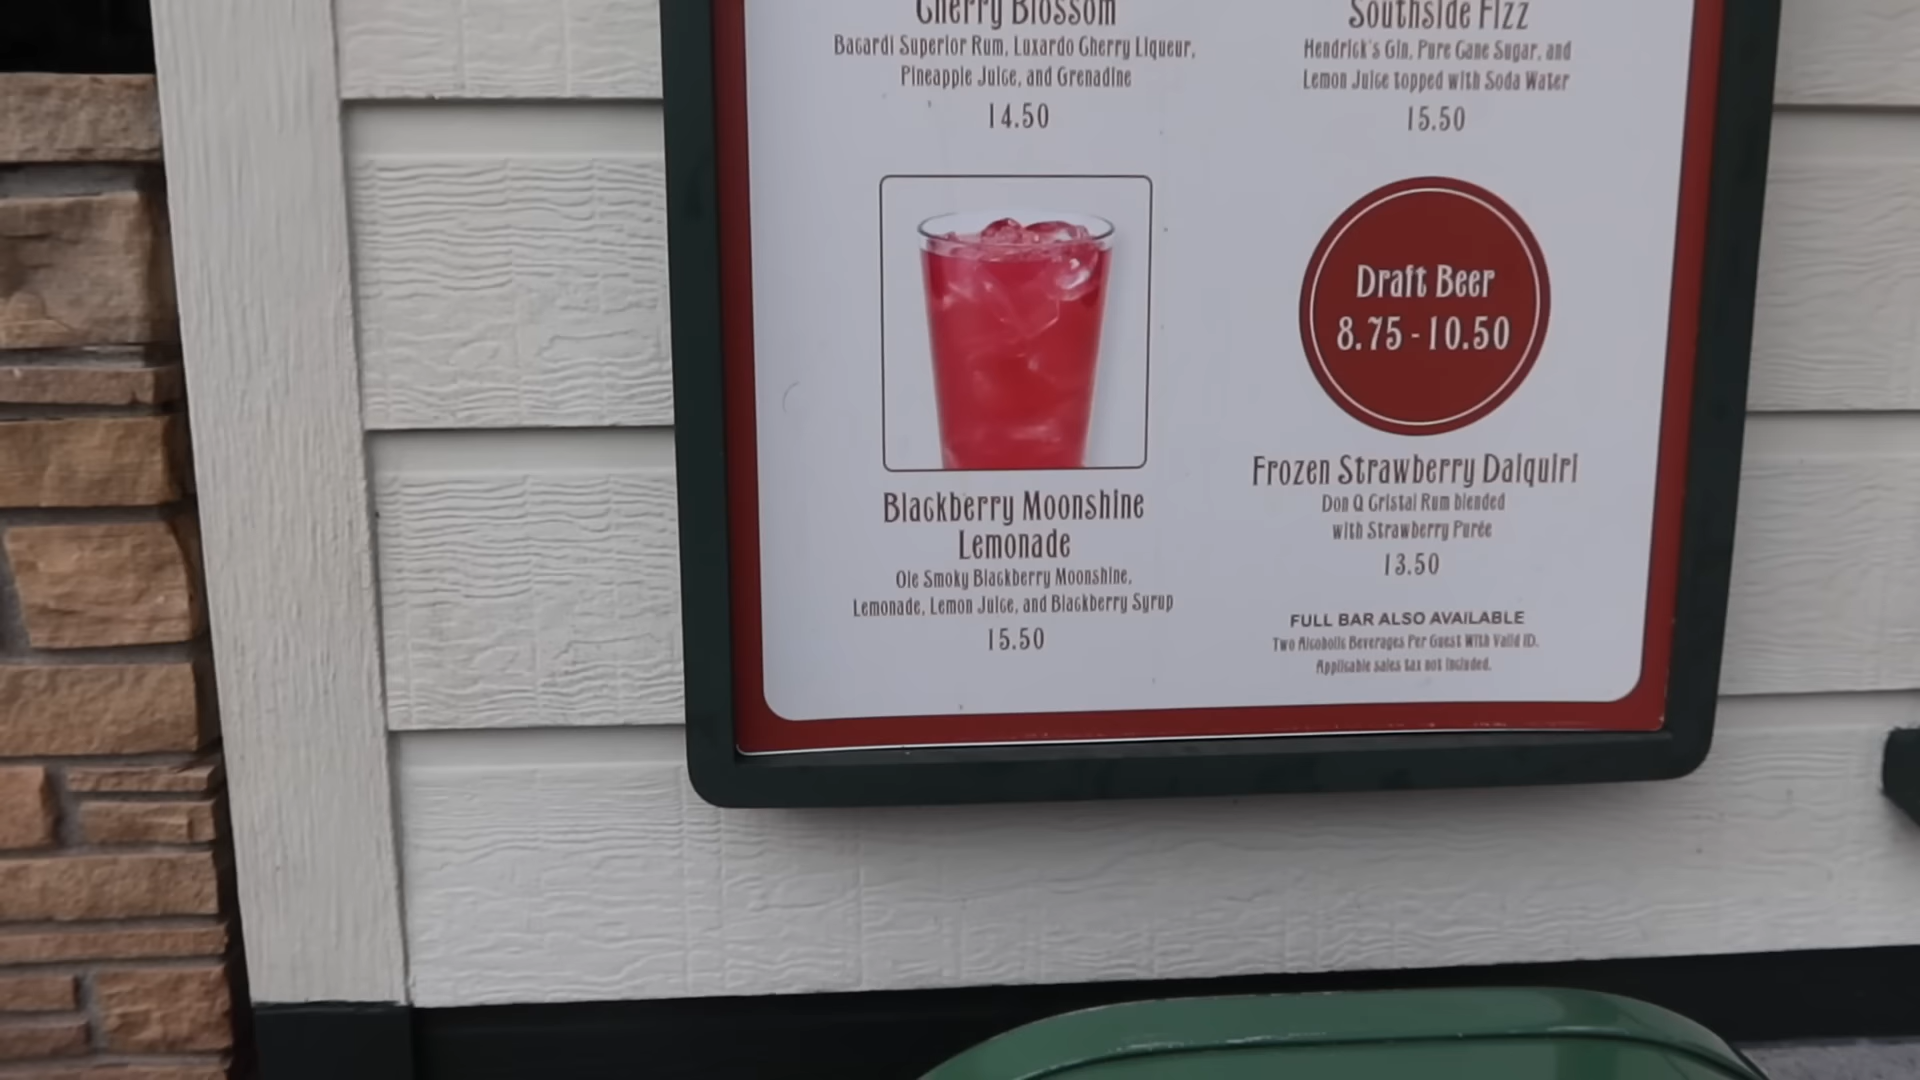 Cherry Blossom
Bacardi Superior Rum, Luxardo Cherry Liqueur,
Pineapple Juice, and Grenadine
14.50
Blackberry Moonshine
Lemonade
Ole Smoky Blackberry Moonshine,
Lemonade, Lemon Juice, and Blackberry Syrup
15.50
Southside Fizz
Hendrick's Gin, Pure Cane Sugar, and
Lemon Juice topped with Soda Water
15.50
Draft Beer
8.75 - 10.50
Frozen Strawberry Daiquiri
Don Q Cristal Rum blended
with Strawberry Purée
13.50
FULL BAR ALSO AVAILABLE
Two Alcoholic Beverages Per Guest With Valid ID.
Applicable sales tax not included.